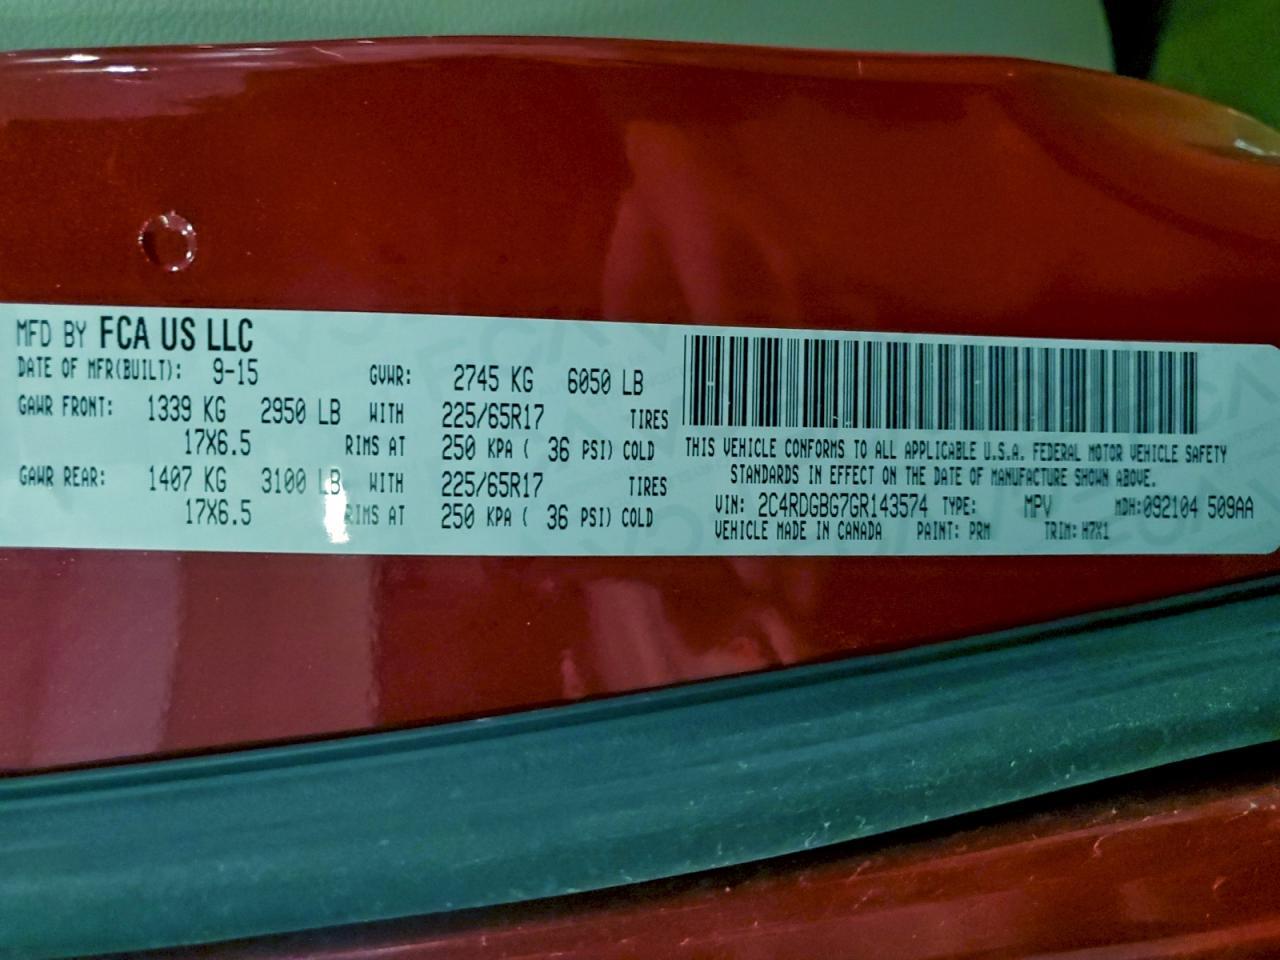 MFD BY FCA US LLC
DATE OF MFR(BUILT): 9-15 GVWR: 2745 KG 6050 LB
GAWR FRONT: 1339 KG 2950 LB WITH 225/65R17 TIRES
17X6.5 RIMS AT 250 KPA ( 36 PSI) COLD
GAWR REAR: 1407 KG 3100 LB WITH 225/65R17 TIRES
17X6.5 RIMS AT 250 KPA ( 36 PSI) COLD
THIS VEHICLE CONFORMS TO ALL APPLICABLE U.S.A. FEDERAL MOTOR VEHICLE SAFETY
STANDARDS IN EFFECT ON THE DATE OF MANUFACTURE SHOWN ABOVE.
VIN: 2C4RDGBG7GR143574 TYPE: MPV MDH:092104 509AA
VEHICLE MADE IN CANADA PAINT: PRM TRIM: H7X1